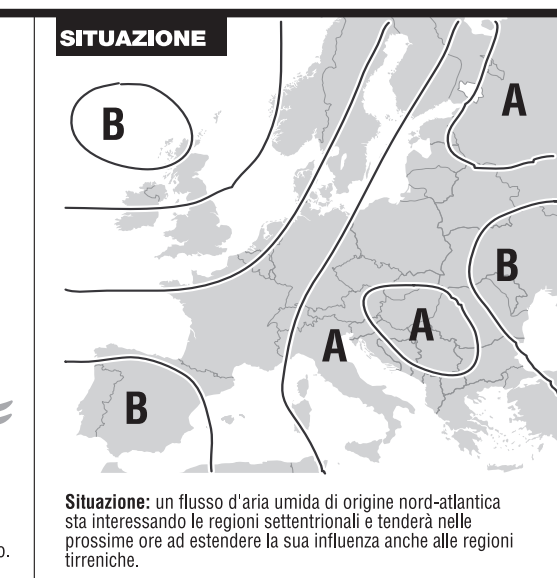 SITUAZIONE
B
A
B
A
A
B
Situazione: un flusso d'aria umida di origine nord-atlantica
sta interessando le regioni settentrionali e tenderà nelle
prossime ore ad estendere la sua influenza anche alle regioni
tirreniche.
o.